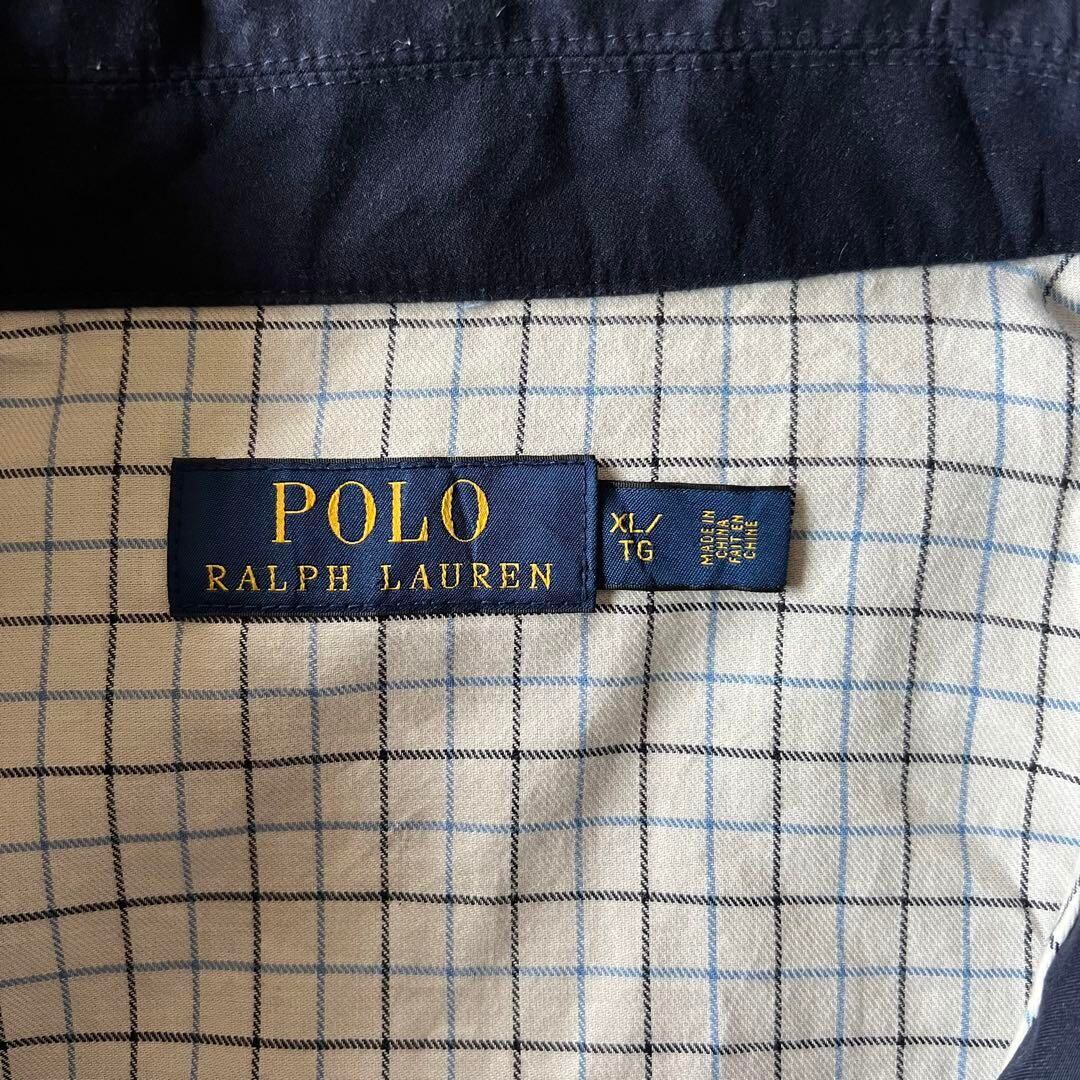 POLO
RALPH LAUREN
XL/
TG
MADE IN
CHINA
FAIT EN
CHINE